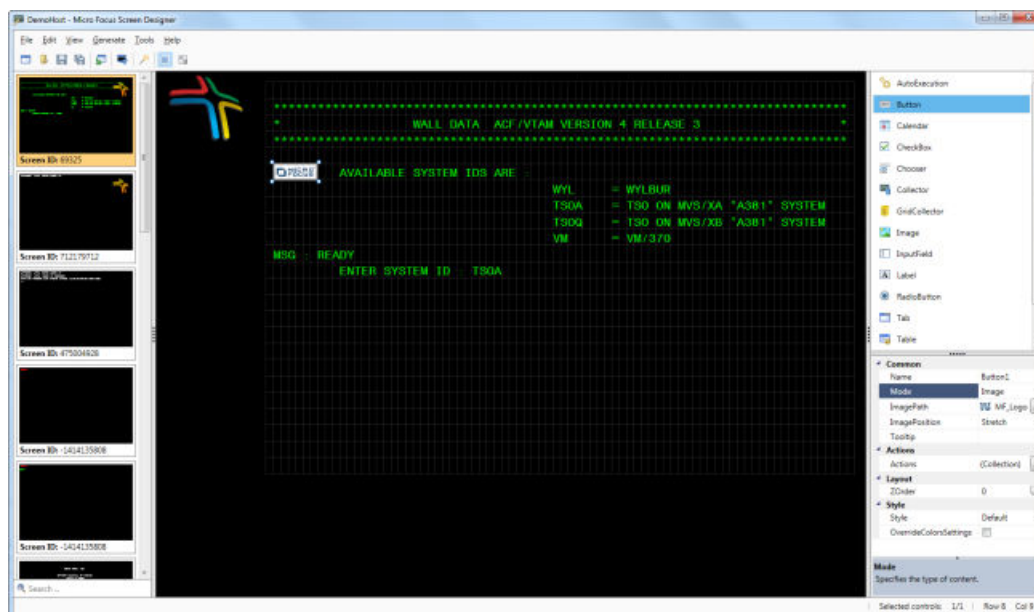 DemoHost - Micro Focus Screen Designer
File Edit View Generate Tools Help
Screen ID: 69325
Screen ID: 712179712
Screen ID: 475004928
Screen ID: -1414135808
Screen ID: -1414135808
Search ...
WALL DATA ACF/VTAM VERSION 4 RELEASE 3
AVAILABLE SYSTEM IDS ARE :
WYL = WYLBUR
TSOA = TSO ON MVS/XA "A301" SYSTEM
TSOQ = TSO ON MVS/XB "A301" SYSTEM
VM = VM/370
MSG : READY
ENTER SYSTEM ID : TSOA
AutoExecution
Button
Calendar
CheckBox
Chooser
Collector
GridCollector
Image
InputField
Label
RadioButton
Tab
Table
Common
Name Button1
Mode Image
ImagePath MF_Logo
ImagePosition Stretch
Tooltip
Actions
Actions (Collection)
Layout
ZOrder 0
Style
Style Default
OverrideColorsSettings
Mode
Specifies the type of content.
Selected controls: 1/1 Row 6 Col